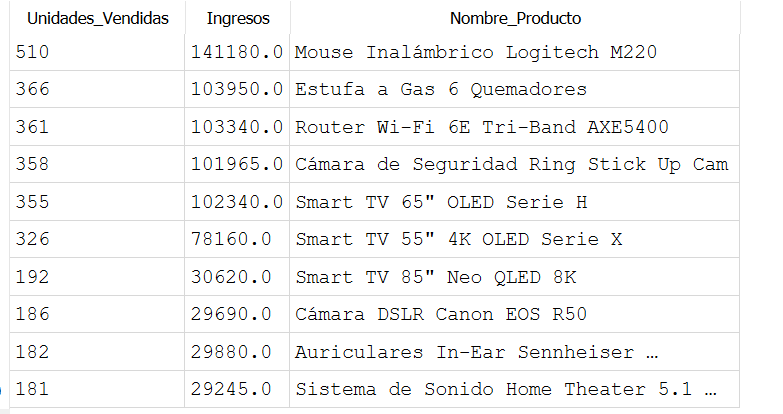 Unidades_Vendidas Ingresos Nombre_Producto
510 141180.0 Mouse Inalámbrico Logitech M220
366 103950.0 Estufa a Gas 6 Quemadores
361 103340.0 Router Wi-Fi 6E Tri-Band AXE5400
358 101965.0 Cámara de Seguridad Ring Stick Up Cam
355 102340.0 Smart TV 65" OLED Serie H
326 78160.0 Smart TV 55" 4K OLED Serie X
192 30620.0 Smart TV 85" Neo QLED 8K
186 29690.0 Cámara DSLR Canon EOS R50
182 29880.0 Auriculares In-Ear Sennheiser …
181 29245.0 Sistema de Sonido Home Theater 5.1 …